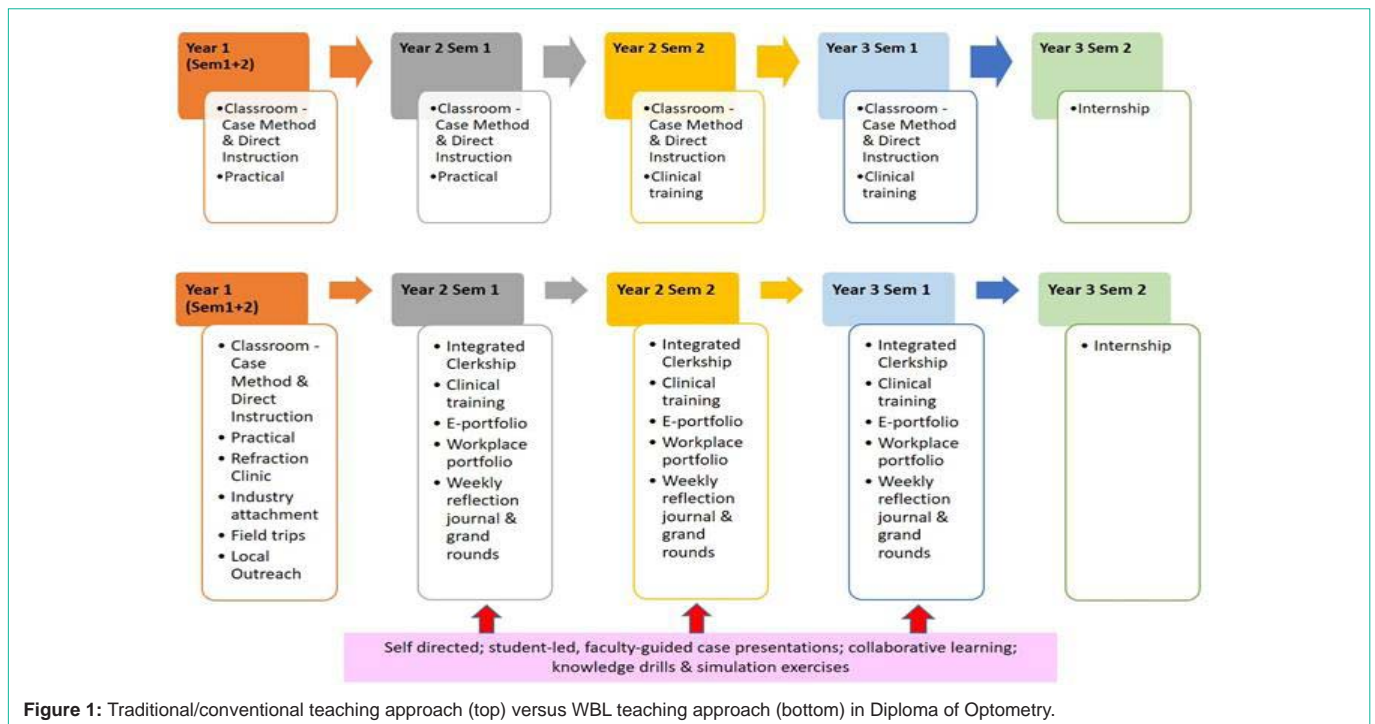 Year 1
(Sem1+2)
•Classroom -
Case Method
& Direct
Instruction
•Practical
Year 2 Sem 1
•Classroom -
Case Method
& Direct
Instruction
•Practical
Year 2 Sem 2
•Classroom -
Case Method
& Direct
Instruction
•Clinical
training
Year 3 Sem 1
•Classroom -
Case Method
& Direct
Instruction
•Clinical
training
Year 3 Sem 2
•Internship
Year 1
(Sem1+2)
• Classroom -
Case
Method &
Direct
Instruction
• Practical
• Refraction
Clinic
• Industry
attachment
• Field trips
• Local
Outreach
Year 2 Sem 1
• Integrated
Clerkship
• Clinical
training
• E-portfolio
• Workplace
portfolio
• Weekly
reflection
journal &
grand
rounds
Year 2 Sem 2
• Integrated
Clerkship
• Clinical
training
• E-portfolio
• Workplace
portfolio
• Weekly
reflection
journal &
grand
rounds
Year 3 Sem 1
• Integrated
Clerkship
• Clinical
training
• E-portfolio
• Workplace
portfolio
• Weekly
reflection
journal &
grand
rounds
Year 3 Sem 2
• Internship
Self directed; student-led, faculty-guided case presentations; collaborative learning;
knowledge drills & simulation exercises
Figure 1: Traditional/conventional teaching approach (top) versus WBL teaching approach (bottom) in Diploma of Optometry.